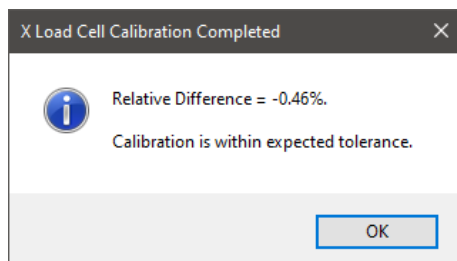 X Load Cell Calibration Completed
Relative Difference = -0.46%.
Calibration is within expected tolerance.
OK